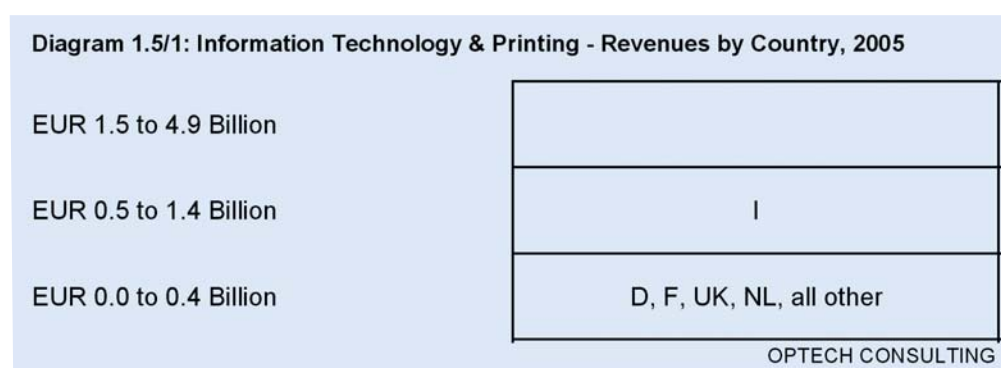 Diagram 1.5/1: Information Technology & Printing - Revenues by Country, 2005
EUR 1.5 to 4.9 Billion
EUR 0.5 to 1.4 Billion
I
EUR 0.0 to 0.4 Billion
D, F, UK, NL, all other
OPTECH CONSULTING